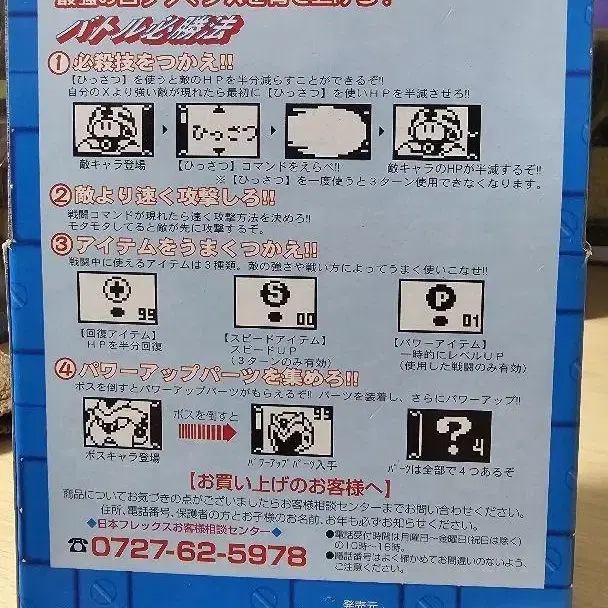 バトル必勝法
①必殺技をつかえ!!
【ひっさつ】を使うと敵のHPを半分減らすことができるぞ!!
自分のXより強い敵が現れたら最初に【ひっさつ】を使いHPを半減させろ!!
ひっさつ
敵キャラ登場
【ひっさつ】コマンドをえらべ!!
敵キャラのHPが半減するぞ!!
※【ひっさつ】を一度使うと3ターン使用できなくなります。
②敵より速く攻撃しろ!!
戦闘コマンドが現れたら速く攻撃方法を決めろ!!
モタモタしてると敵が先に攻撃するぞ。
③アイテムをうまくつかえ!!
戦闘中に使えるアイテムは3種類。敵の強さや戦い方によってうまく使いこなせ!!
99
S
00
P
01
【回復アイテム】
HPを半分回復
【スピードアイテム】
スピードUP
(3ターンのみ有効)
【パワーアイテム】
一時的にレベルUP
(使用した戦闘のみ有効)
④パワーアップパーツを集めろ!!
ボスを倒すとパワーアップパーツがもらえるぞ!! パーツを装着し、さらにパワーアップ!!
ボスを倒すと
99
?
4
ボスキャラ登場
パワーアップパーツ入手
パーツは全部で4つあるぞ
【お買い上げのお客様へ】
商品についてお気づきの点がございましたらお客様相談センターまでお問い合わせください。
住所、電話番号、保護者の方とお子様のお名前、お年も必ずお知らせください。
◆日本フレックスお客様相談センター◆
☎0727-62-5978
●電話受付時間は月曜日~金曜日(祝日は除く)
の10時~16時。
●電話番号はよく確かめてお間違いのないよう、
ご注意ください。
発売元